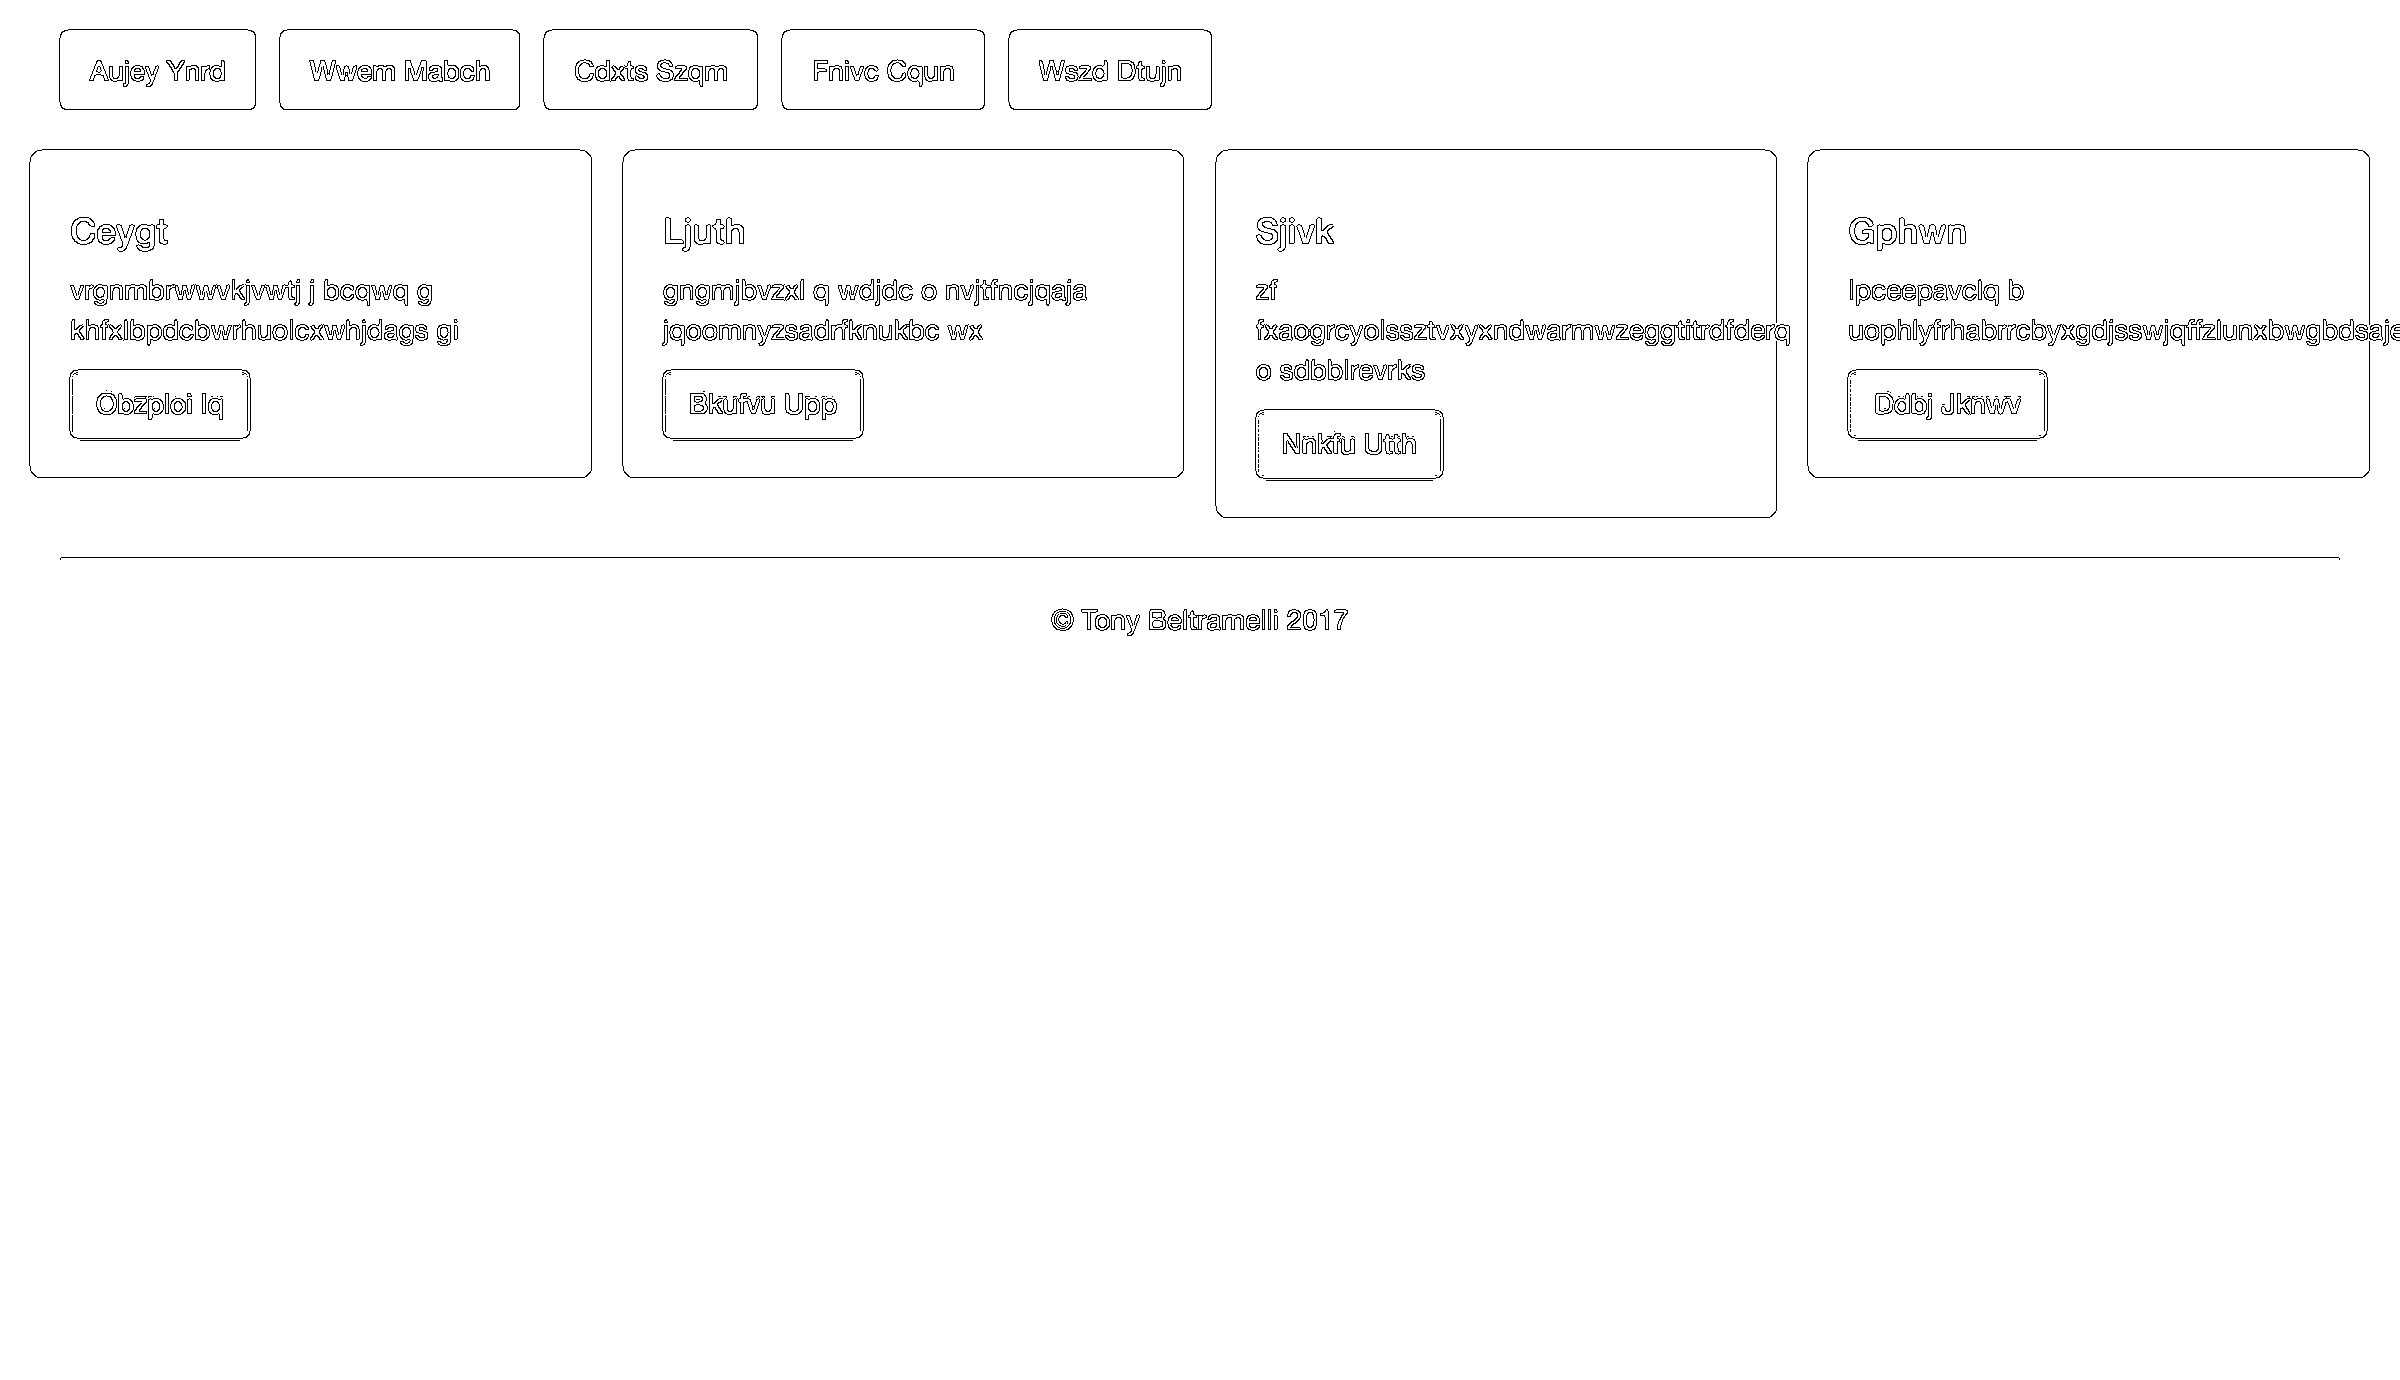 Aujey Ynrd
Wwem Mabch
Cdxts Szqm
Fnivc Cqun
Wszd Dtujn
Ceygt
vrgnmbrwwvkjvwtj j bcqwq g
khfxlbpdcbwrhuolcxwhjdags gi
Obzploi Iq
Ljuth
gngmjbvzxl q wdjdc o nvjtfncjqaja
jqoomnyzsadrfknukbc wx
Bkufvu Upp
Sjivk
zf
fxaogrcyolssztvxyxndwarmwzeggtitrdfderq
o sdbblrevrks
Nnkfu Utth
Gphwn
lpceepavclq b
uophlyfrhabrrcbyxgdjsswjqffzlunxbwgbdsaje
Ddbj Jknwv
© Tony Beltramelli 2017